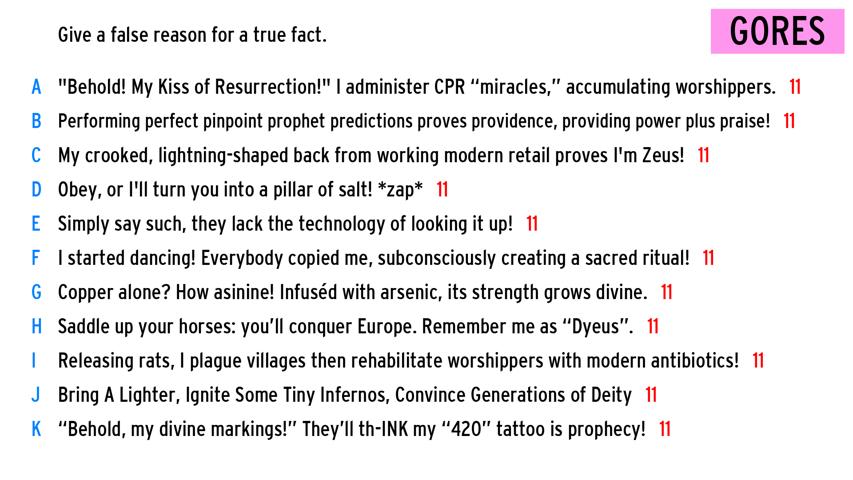 Give a false reason for a true fact.
GORES
A "Behold! My Kiss of Resurrection!" I administer CPR “miracles,” accumulating worshippers. 11
B Performing perfect pinpoint prophet predictions proves providence, providing power plus praise! 11
C My crooked, lightning-shaped back from working modern retail proves I'm Zeus! 11
D Obey, or I'll turn you into a pillar of salt! *zap* 11
E Simply say such, they lack the technology of looking it up! 11
F I started dancing! Everybody copied me, subconsciously creating a sacred ritual! 11
G Copper alone? How asinine! Infuséd with arsenic, its strength grows divine. 11
H Saddle up your horses: you’ll conquer Europe. Remember me as “Dyeus”. 11
I Releasing rats, I plague villages then rehabilitate worshippers with modern antibiotics! 11
J Bring A Lighter, Ignite Some Tiny Infernos, Convince Generations of Deity 11
K “Behold, my divine markings!” They’ll th-INK my “420” tattoo is prophecy! 11